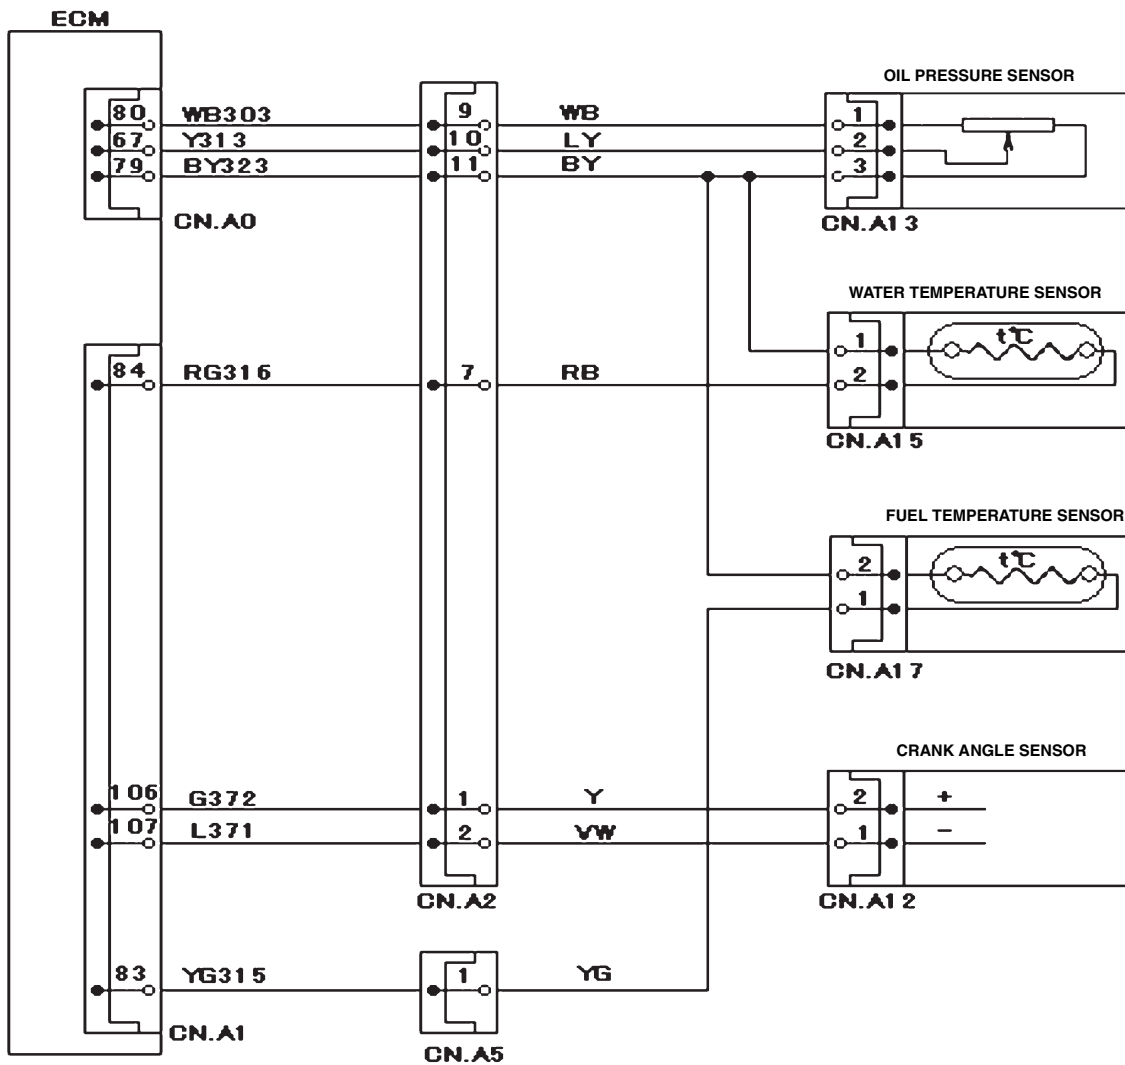 ECM
OIL PRESSURE SENSOR
80 WB303 9 WB 1
67 Y313 10 LY 2
79 BY323 11 BY 3
CN.A0
CN.A13
WATER TEMPERATURE SENSOR
1 t°C
84 RG316 7 RB 2
CN.A15
FUEL TEMPERATURE SENSOR
2 t°C
1
CN.A17
CRANK ANGLE SENSOR
106 G372 1 Y 2 +
107 L371 2 VW 1 −
CN.A2
CN.A12
83 YG315 1 YG
CN.A1
CN.A5